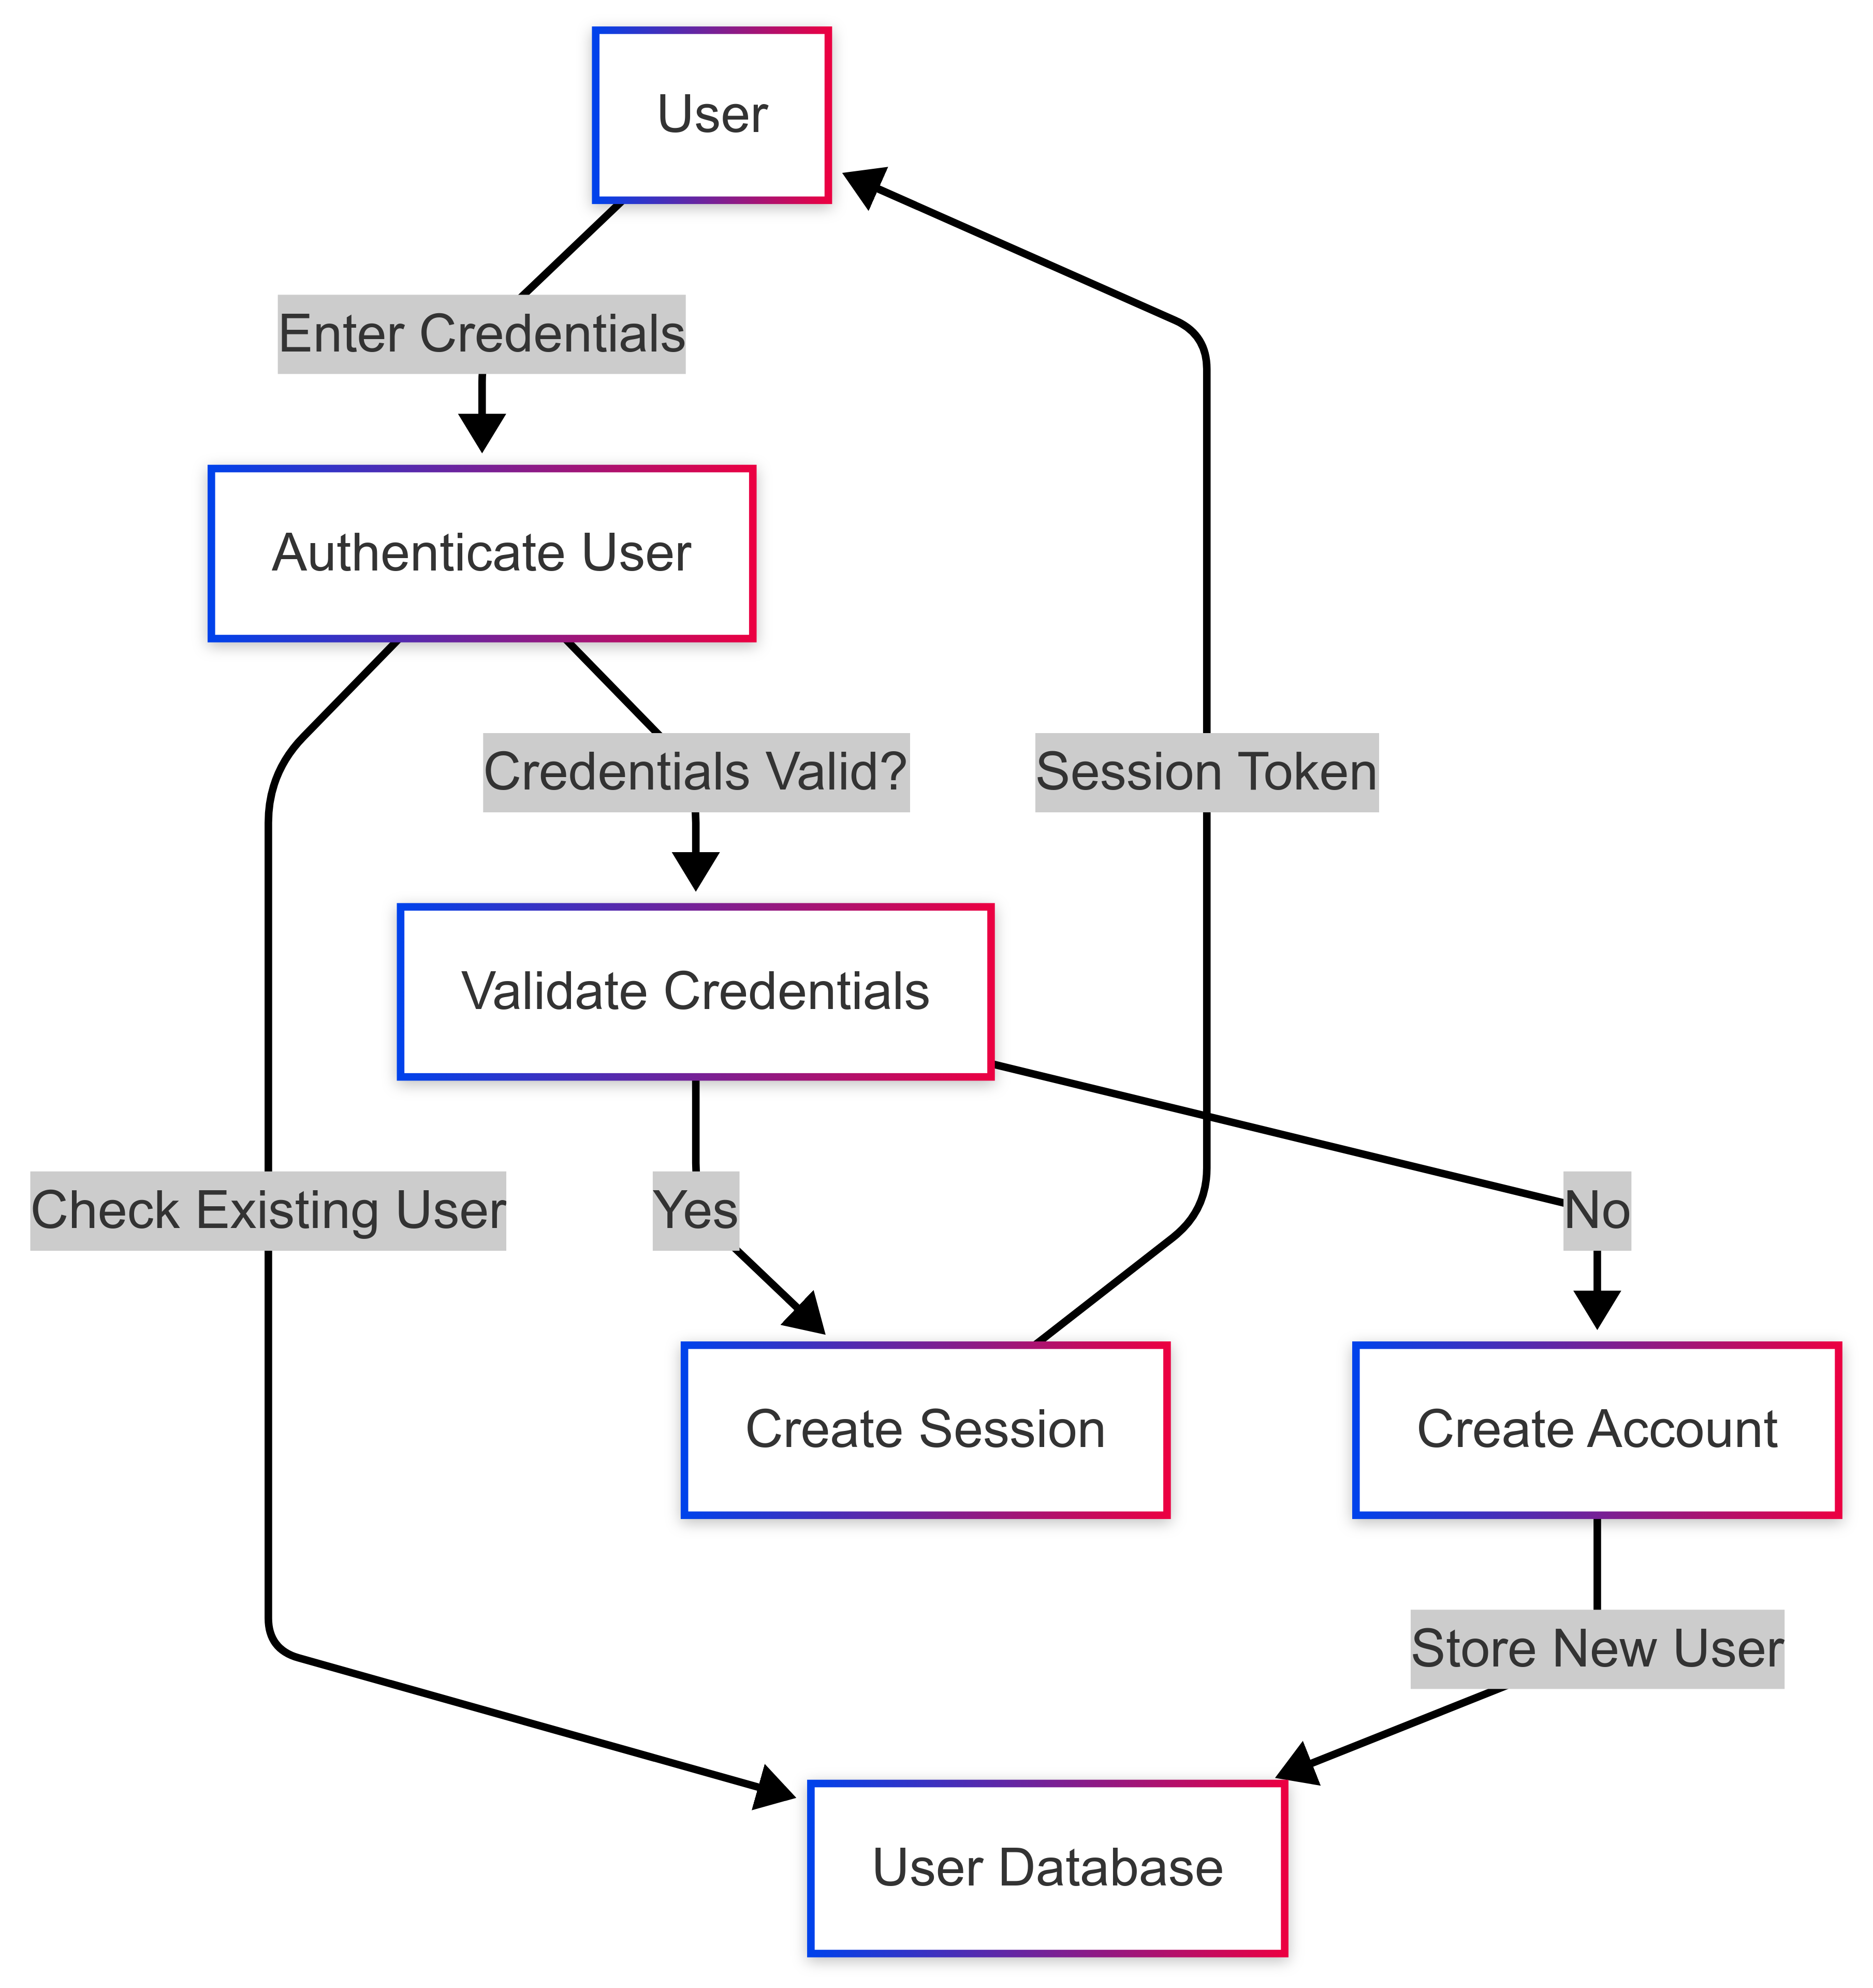 User
Enter Credentials
Authenticate User
Credentials Valid?
Session Token
Validate Credentials
Check Existing User
Yes
No
Create Session
Create Account
Store New User
User Database